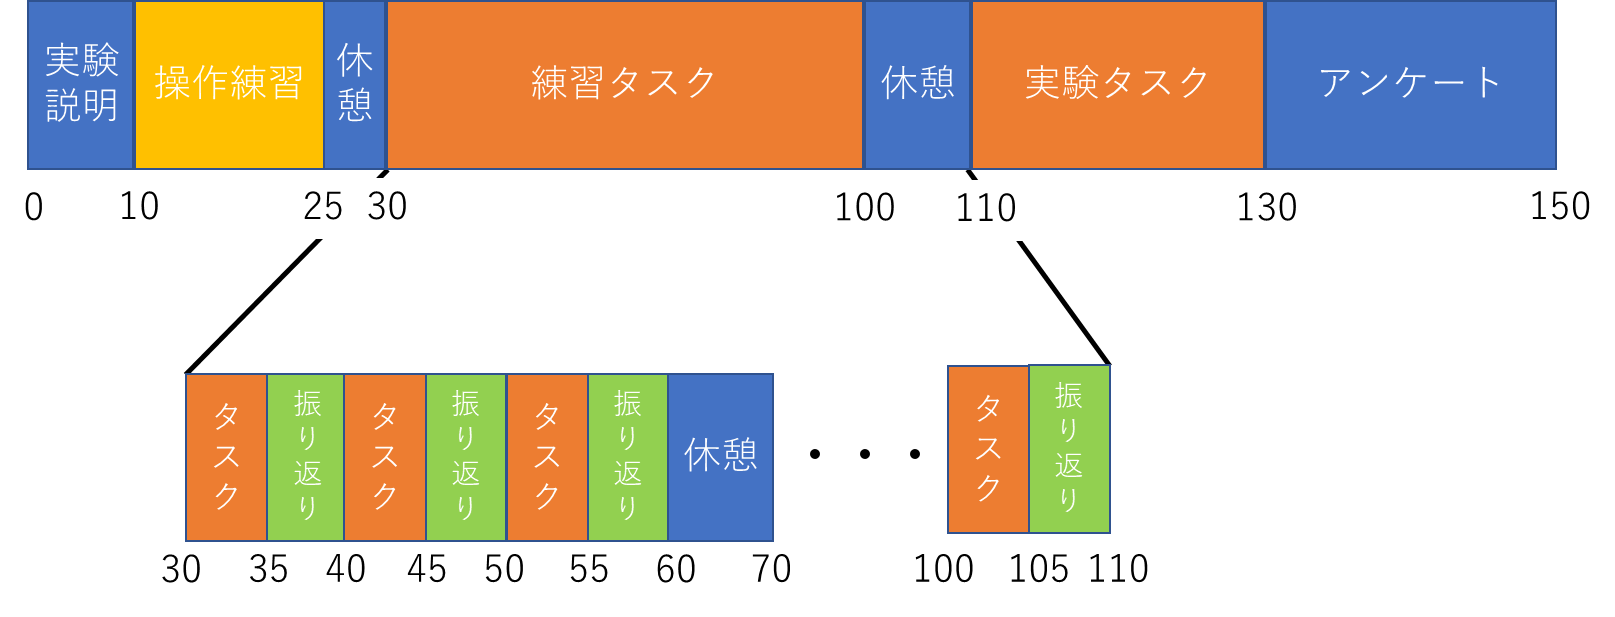 実験
説明
操作練習
休
憩
練習タスク
休憩
実験タスク
アンケート
0
10
25
30
100
110
130
150
タスク
振り返り
タスク
振り返り
タスク
振り返り
休憩
・・・
タスク
振り返り
30
35
40
45
50
55
60
70
100
105
110